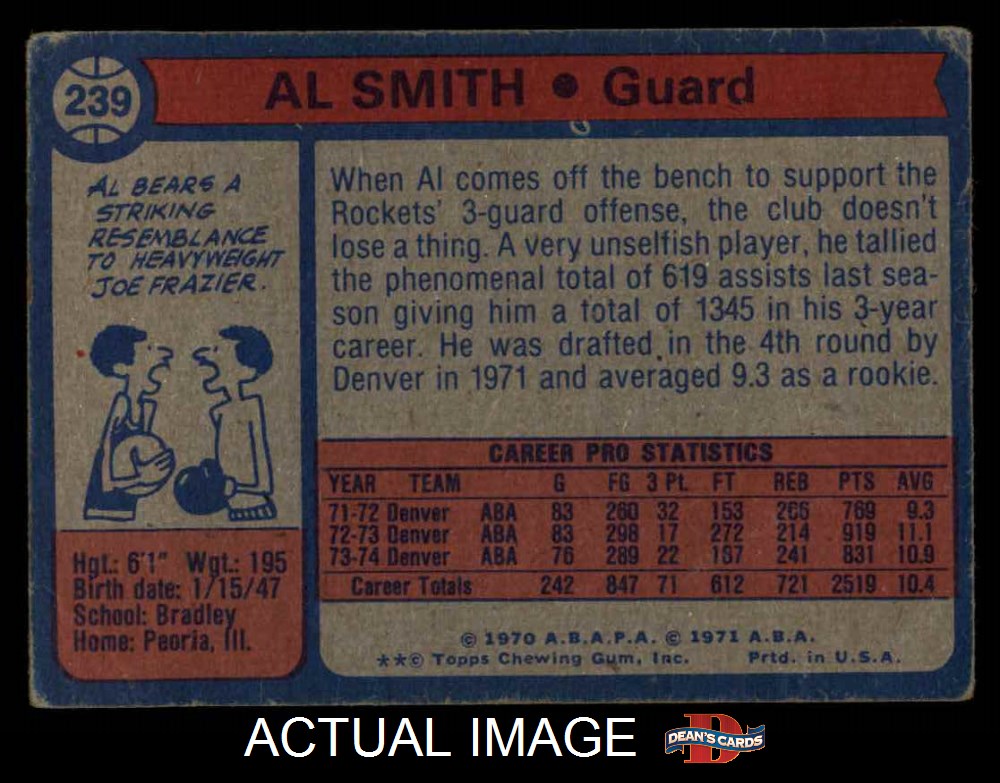 239
AL SMITH ● Guard
AL BEARS A
STRIKING
RESEMBLANCE
TO HEAVYWEIGHT
JOE FRAZIER.
Hgt.: 6'1" Wgt.: 195
Birth date: 1/15/47
School: Bradley
Home: Peoria, Ill.
When Al comes off the bench to support the
Rockets' 3-guard offense, the club doesn't
lose a thing. A very unselfish player, he tallied
the phenomenal total of 619 assists last sea-
son giving him a total of 1345 in his 3-year
career. He was drafted in the 4th round by
Denver in 1971 and averaged 9.3 as a rookie.
CAREER PRO STATISTICS
YEAR TEAM G FG 3 Pt. FT REB PTS AVG
71-72 Denver ABA 83 260 32 153 266 769 9.3
72-73 Denver ABA 83 298 17 272 214 919 11.1
73-74 Denver ABA 76 289 22 187 241 831 10.9
Career Totals 242 847 71 612 721 2519 10.4
© 1970 A.B.A.P.A. © 1971 A.B.A.
**© Topps Chewing Gum, Inc. Prtd. in U.S.A.
ACTUAL IMAGE
D
DEAN'S CARDS